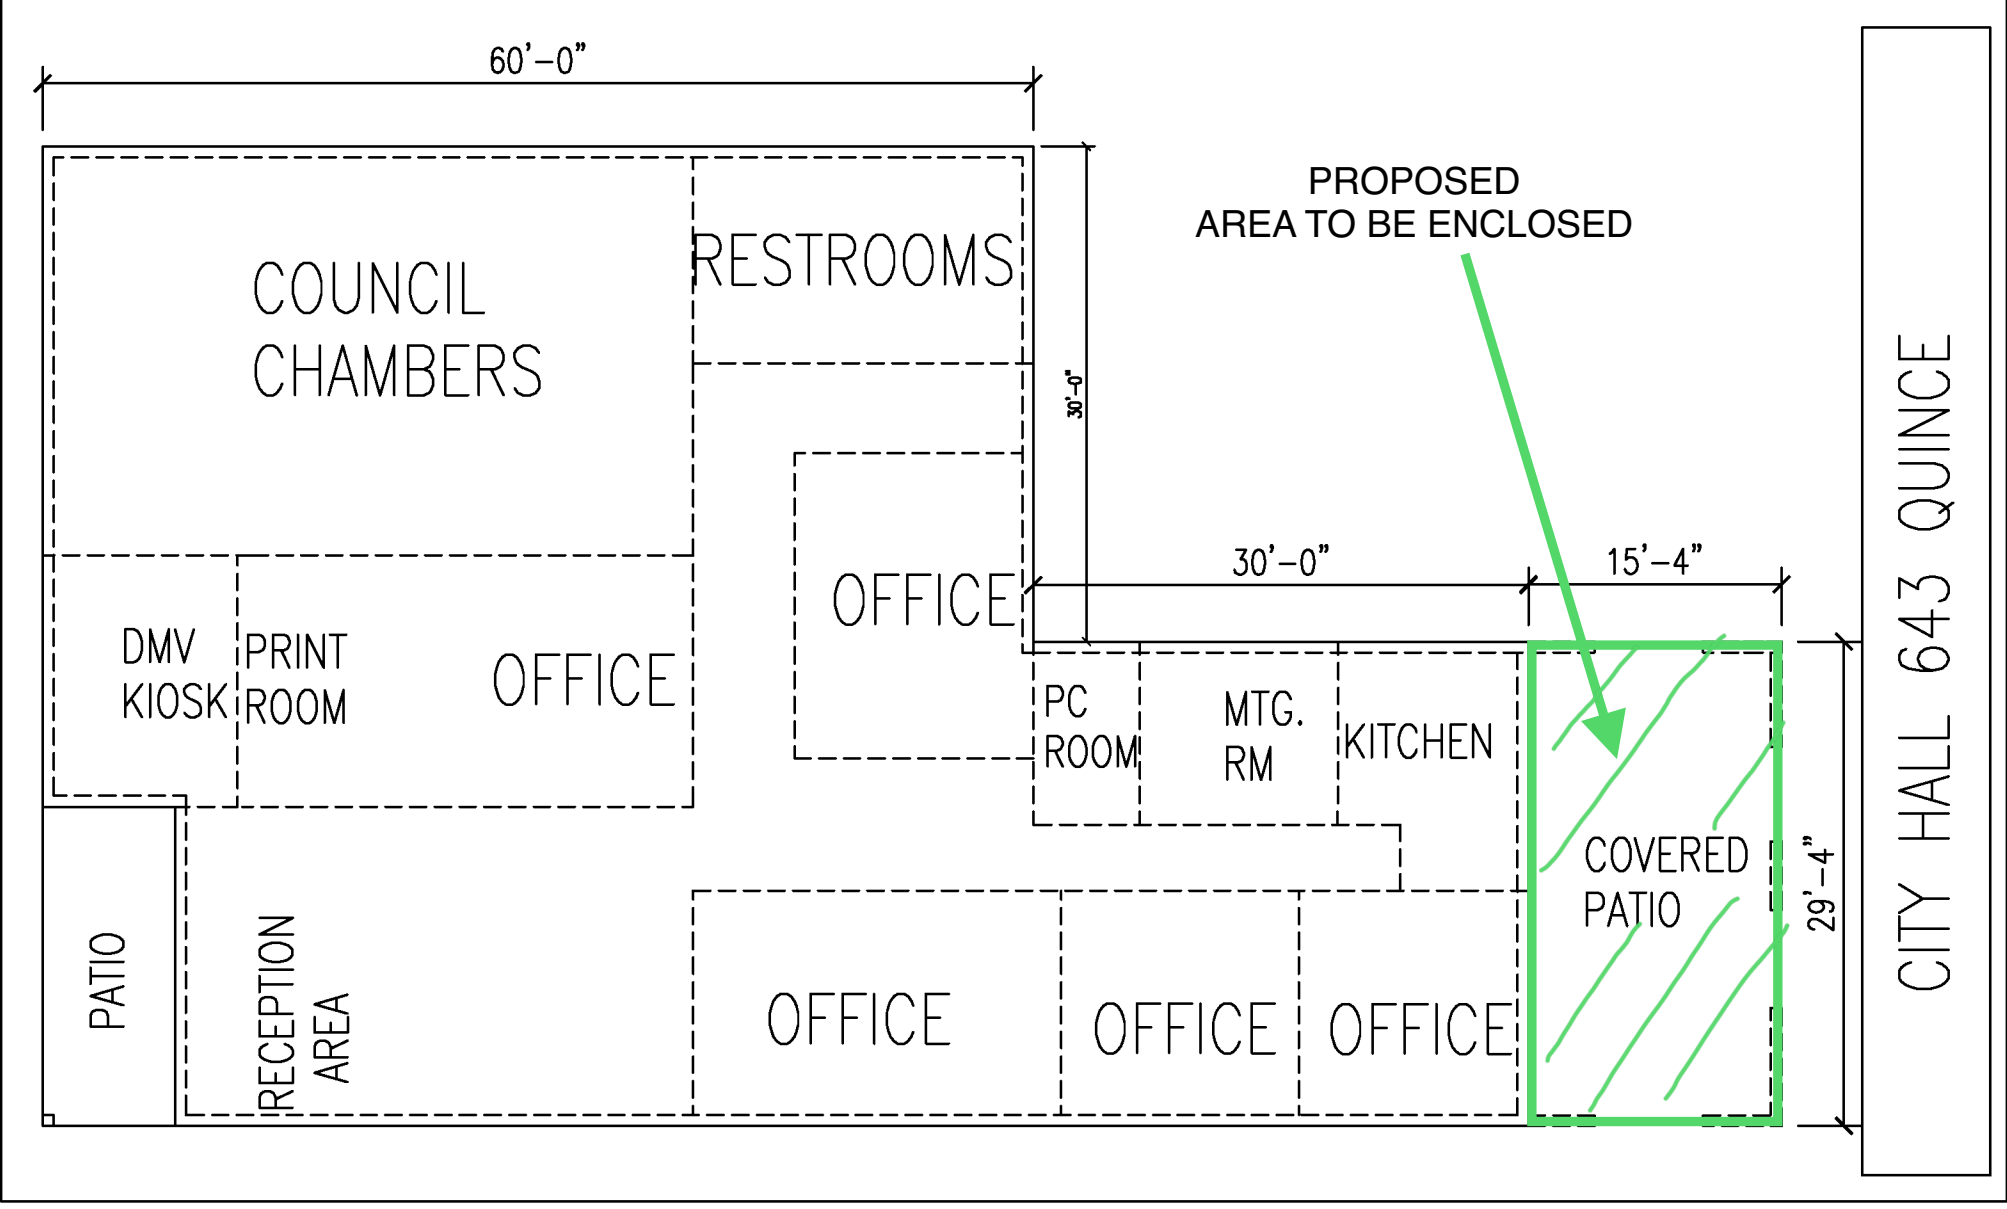 60'-0"
PROPOSED
AREA TO BE ENCLOSED
COUNCIL
CHAMBERS
RESTROOMS
30'-0"
OFFICE
30'-0"
15'-4"
DMV
KIOSK
PRINT
ROOM
OFFICE
PC
ROOM
MTG.
RM
KITCHEN
COVERED
PATIO
29'-4"
PATIO
RECEPTION
AREA
OFFICE
OFFICE
OFFICE
CITY HALL 643 QUINCE